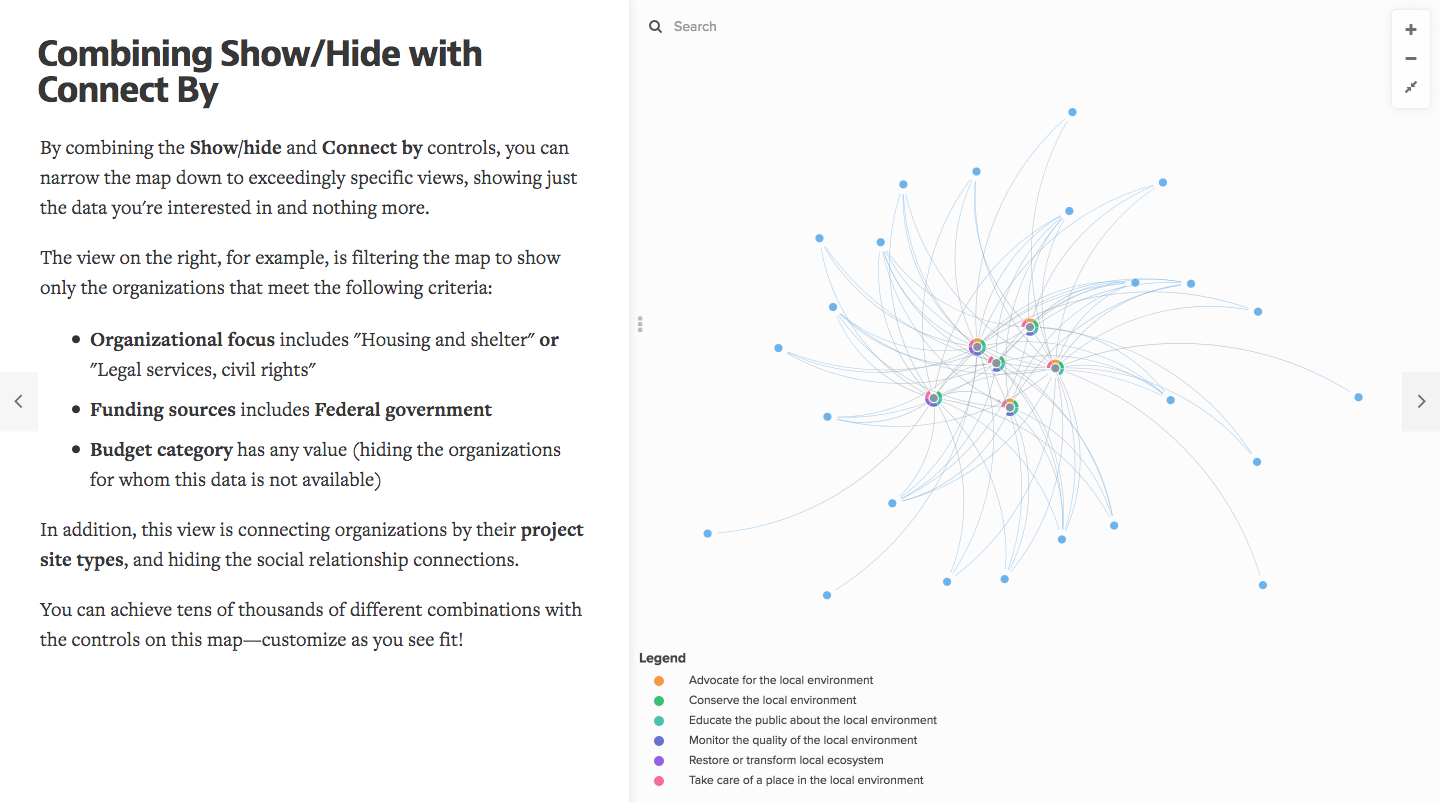 Combining Show/Hide with
Connect By
By combining the Show/hide and Connect by controls, you can
narrow the map down to exceedingly specific views, showing just
the data you're interested in and nothing more.
The view on the right, for example, is filtering the map to show
only the organizations that meet the following criteria:
Organizational focus includes "Housing and shelter" or
"Legal services, civil rights"
Funding sources includes Federal government
Budget category has any value (hiding the organizations
for whom this data is not available)
In addition, this view is connecting organizations by their project
site types, and hiding the social relationship connections.
You can achieve tens of thousands of different combinations with
the controls on this map—customize as you see fit!
Search
Legend
Advocate for the local environment
Conserve the local environment
Educate the public about the local environment
Monitor the quality of the local environment
Restore or transform local ecosystem
Take care of a place in the local environment